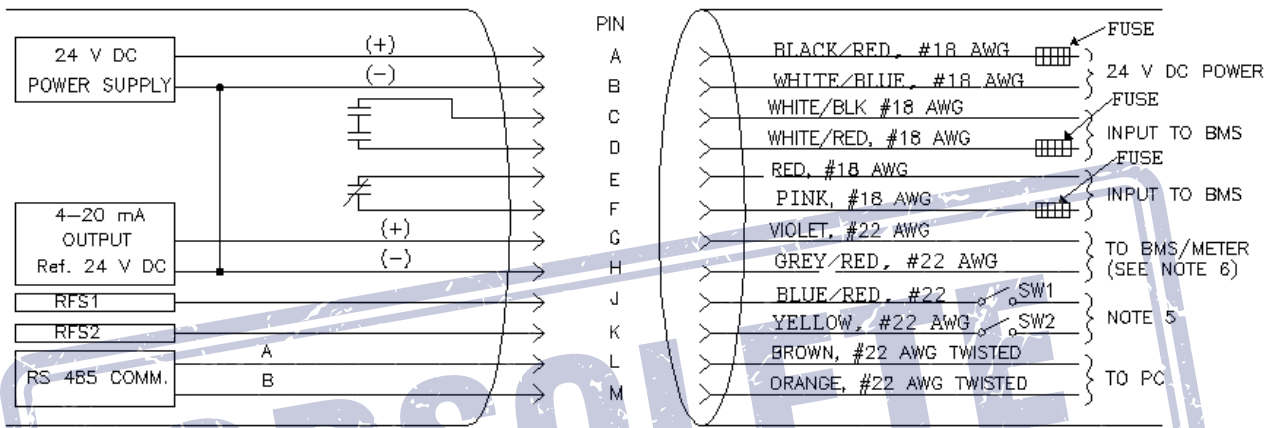 PIN
FUSE
24 V DC
POWER SUPPLY
(+)
A
BLACK/RED, #18 AWG
(−)
B
WHITE/BLUE, #18 AWG
24 V DC POWER
FUSE
C
WHITE/BLK #18 AWG
D
WHITE/RED, #18 AWG
INPUT TO BMS
FUSE
E
RED, #18 AWG
F
PINK, #18 AWG
INPUT TO BMS
4—20 mA
OUTPUT
Ref. 24 V DC
(+)
G
VIOLET, #22 AWG
(−)
H
GREY/RED, #22 AWG
TO BMS/METER
(SEE NOTE 6)
RFS1
J
BLUE/RED, #22
SW1
RFS2
K
YELLOW, #22 AWG
SW2
NOTE 5
RS 485 COMM.
A
L
BROWN, #22 AWG TWISTED
B
M
ORANGE, #22 AWG TWISTED
TO PC
OBSOLETE